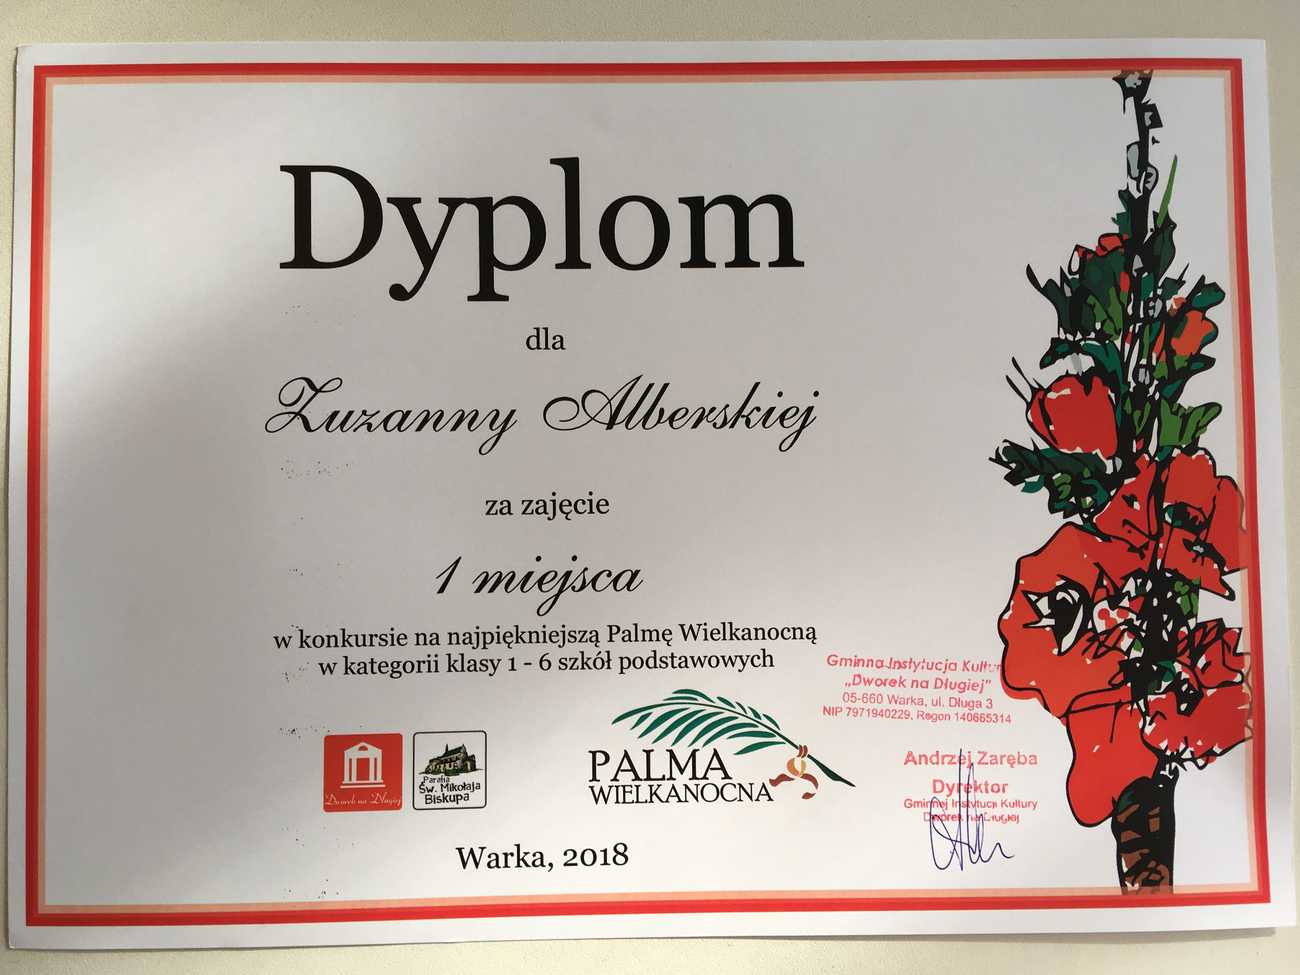 Dyplom
dla
Zuzanny Alberskiej
za zajęcie
1 miejsca
w konkursie na najpiękniejszą Palmę Wielkanocną
w kategorii klasy 1 - 6 szkół podstawowych
Gminna Instytucja Kultury
„Dworek na Długiej"
05-660 Warka, ul. Długa 3
NIP 7971940229, Regon 140665314
Dworek na Długiej
Parafia
Św. Mikołaja
Biskupa
PALMA
WIELKANOCNA
Andrzej Zaręba
Dyrektor
Gminnej Instytucji Kultury
Dworek na Długiej
Warka, 2018